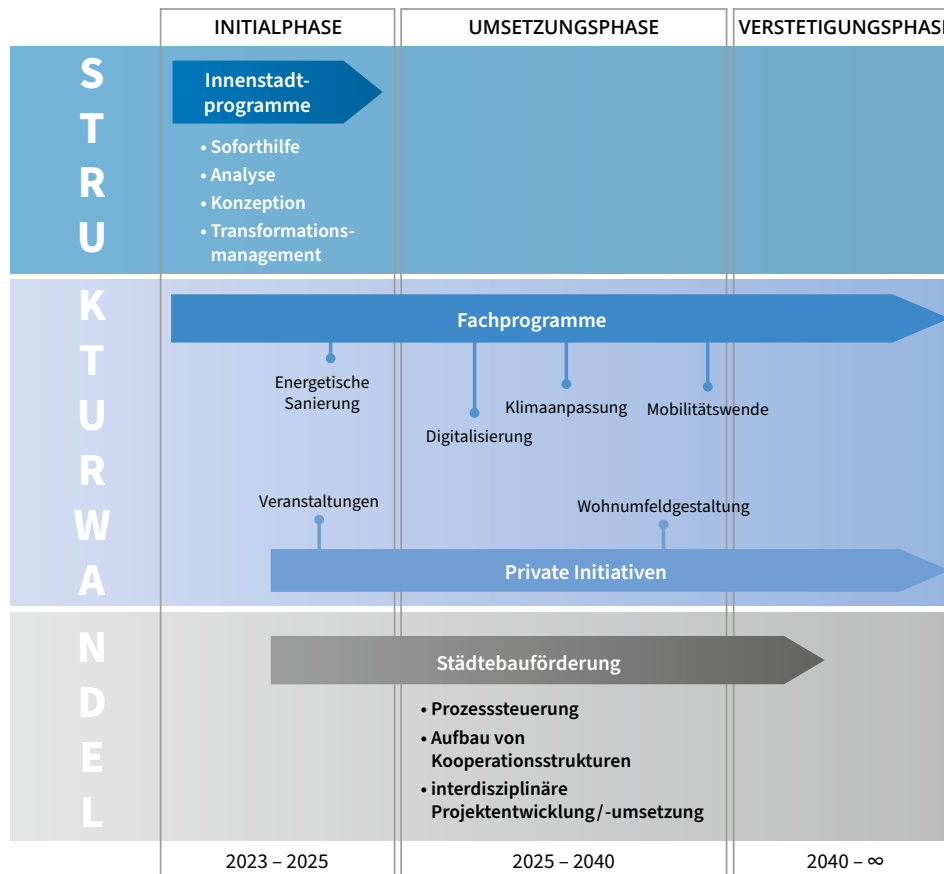 INITIALPHASE
UMSETZUNGSPHASE
VERSTETIGUNGSPHASE
S
T
R
U
K
T
U
R
W
A
N
D
E
L
Innenstadt-
programme
• Soforthilfe
• Analyse
• Konzeption
• Transformations-
management
Fachprogramme
Energetische
Sanierung
Digitalisierung
Klimaanpassung
Mobilitätswende
Veranstaltungen
Wohnumfeldgestaltung
Private Initiativen
Städtebauförderung
• Prozesssteuerung
• Aufbau von
Kooperationsstrukturen
• interdisziplinäre
Projektentwicklung/-umsetzung
2023 – 2025
2025 – 2040
2040 – ∞